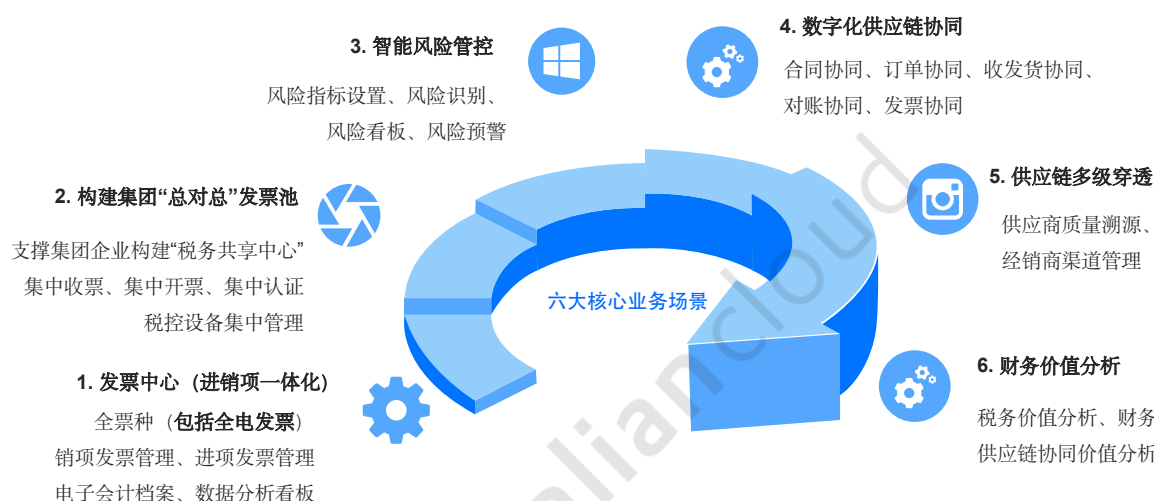 3. 智能风险管控
风险指标设置、风险识别、
风险看板、风险预警
4. 数字化供应链协同
合同协同、订单协同、收发货协同、
对账协同、发票协同
2. 构建集团“总对总”发票池
支撑集团企业构建“税务共享中心”
集中收票、集中开票、集中认证
税控设备集中管理
5. 供应链多级穿透
供应商质量溯源、
经销商渠道管理
六大核心业务场景
1. 发票中心（进销项一体化）
全票种（包括全电发票）
销项发票管理、进项发票管理
电子会计档案、数据分析看板
6. 财务价值分析
税务价值分析、财务
供应链协同价值分析
liancloud